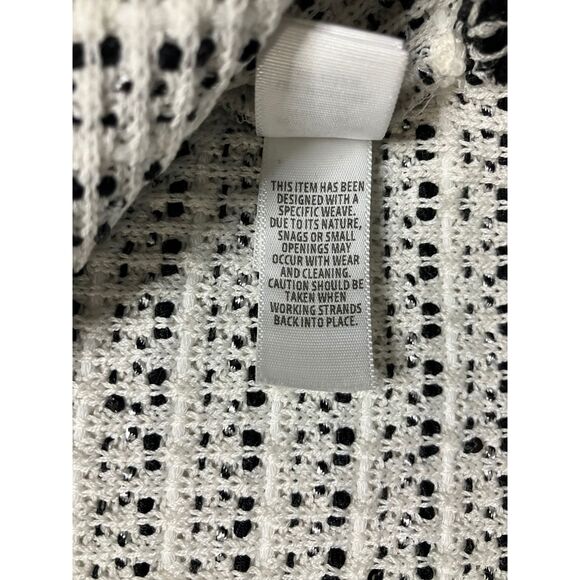 THIS ITEM HAS BEEN
DESIGNED WITH A
SPECIFIC WEAVE.
DUE TO ITS NATURE,
SNAGS OR SMALL
OPENINGS MAY
OCCUR WITH WEAR
AND CLEANING.
CAUTION SHOULD BE
TAKEN WHEN
WORKING STRANDS
BACK INTO PLACE.